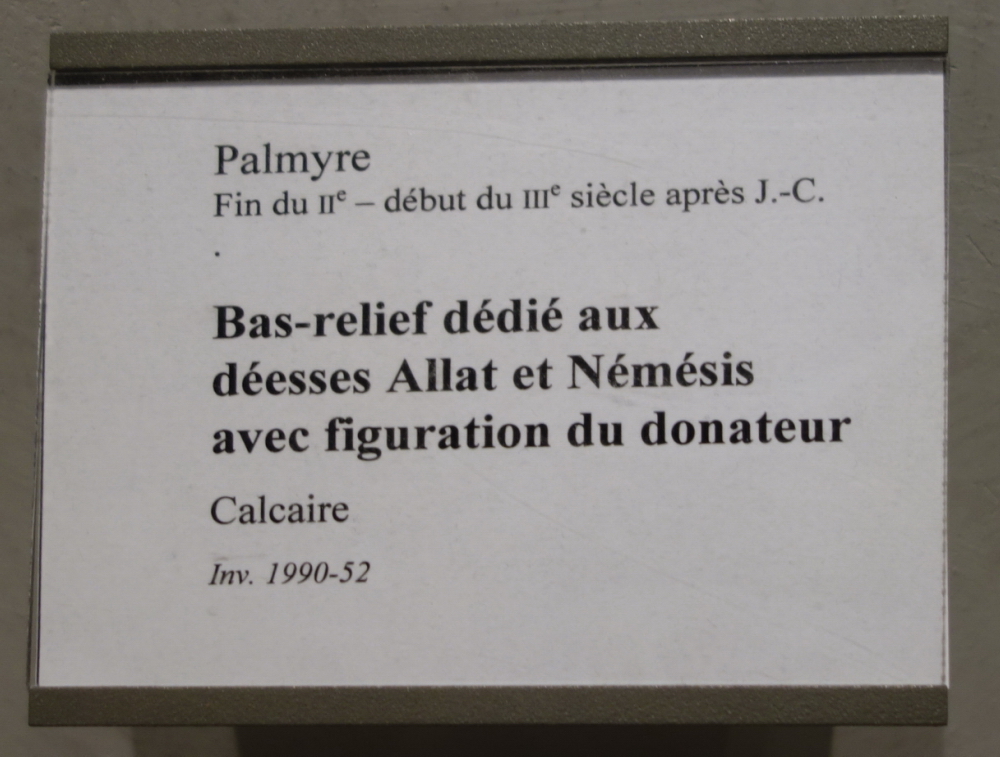 Palmyre
Fin du IIe – début du IIIe siècle après J.-C.
.
Bas-relief dédié aux
déesses Allat et Némésis
avec figuration du donateur
Calcaire
Inv. 1990-52